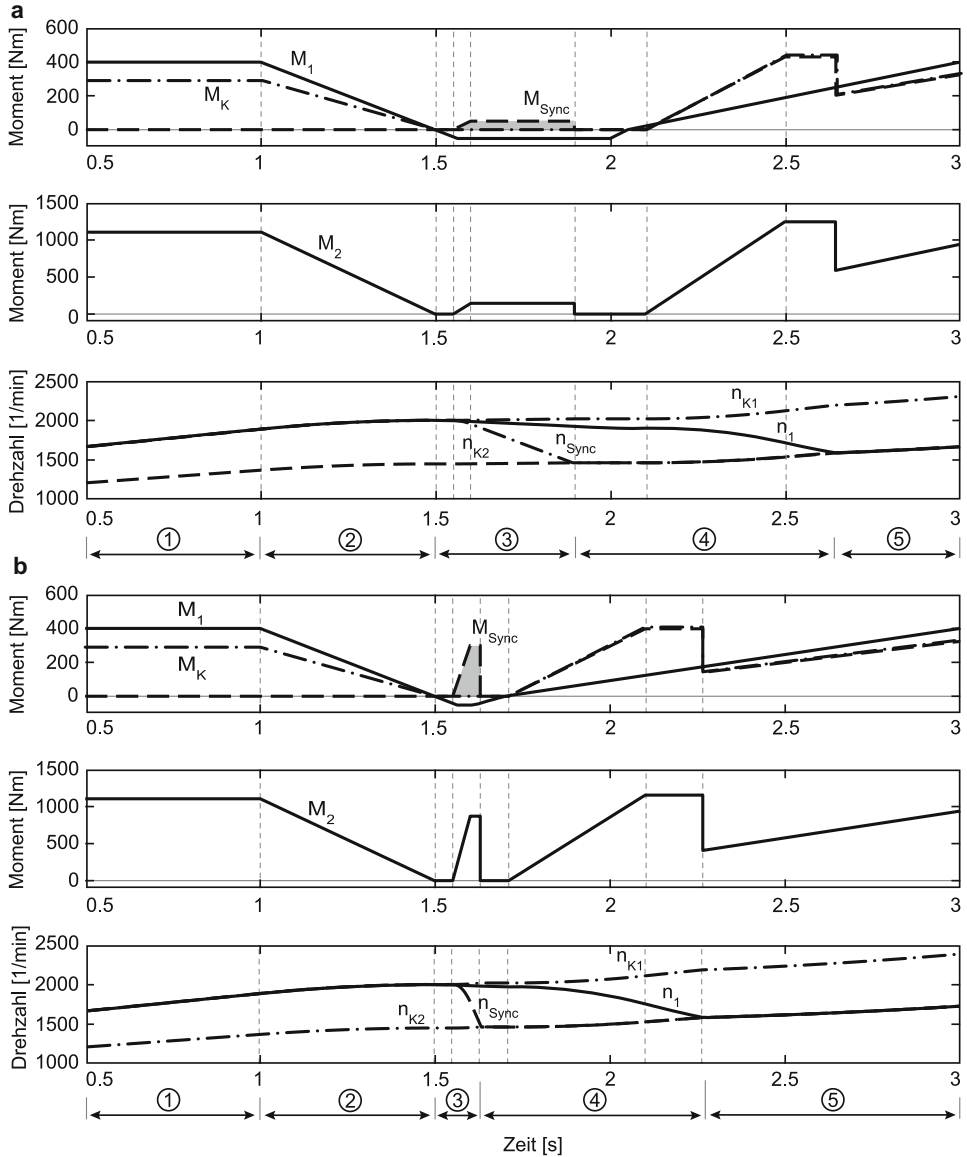 a
Moment [Nm]
600
400
200
0
M1
MK
MSync
0.5 1 1.5 2 2.5 3
Moment [Nm]
1500
1000
500
0
M2
0.5 1 1.5 2 2.5 3
Drehzahl [1/min]
2500
2000
1500
1000
nK1
n1
nK2
nSync
0.5 1 1.5 2 2.5 3
① ② ③ ④ ⑤
b
Moment [Nm]
600
400
200
0
M1
MK
MSync
0.5 1 1.5 2 2.5 3
Moment [Nm]
1500
1000
500
0
M2
0.5 1 1.5 2 2.5 3
Drehzahl [1/min]
2500
2000
1500
1000
nK1
n1
nK2
nSync
0.5 1 1.5 2 2.5 3
① ② ③ ④ ⑤
Zeit [s]